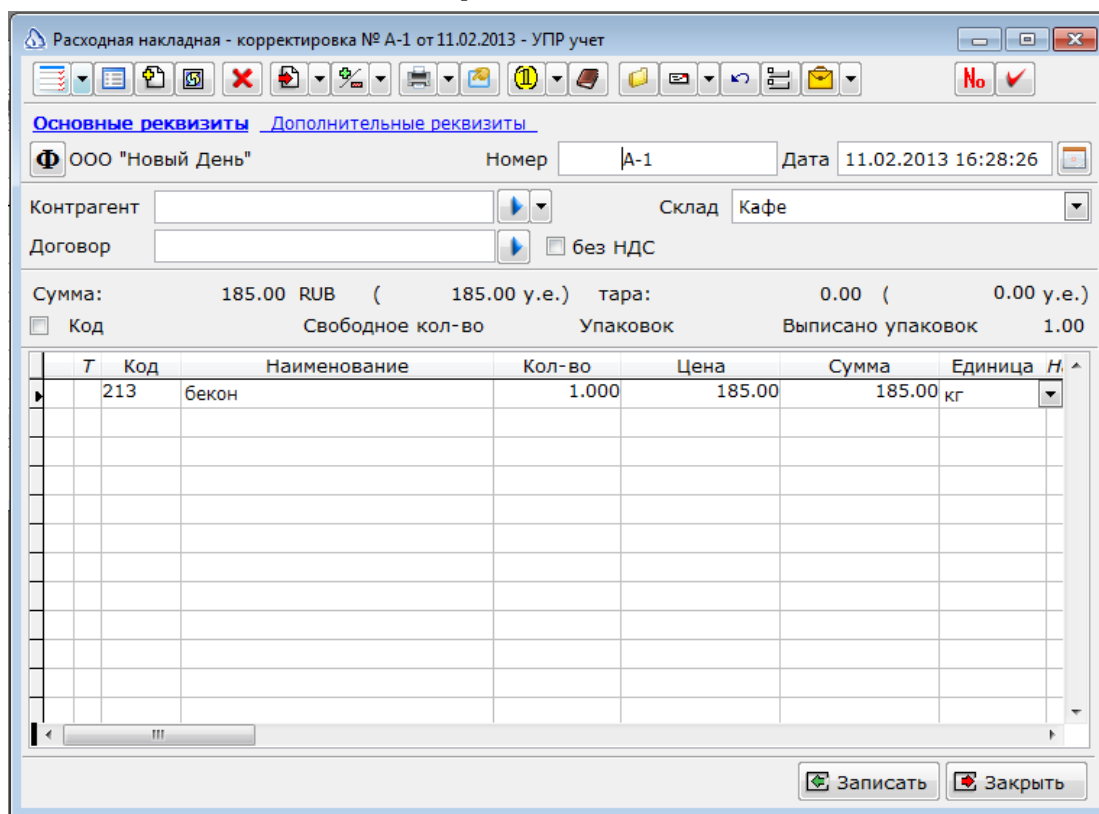 Расходная накладная - корректировка № А-1 от 11.02.2013 - УПР учет
№
Основные реквизиты Дополнительные реквизиты
Ф ООО "Новый День" Номер А-1 Дата 11.02.2013 16:28:26
Контрагент Склад Кафе
Договор без НДС
Сумма: 185.00 RUB ( 185.00 у.е.) тара: 0.00 ( 0.00 у.е.)
Код Свободное кол-во Упаковок Выписано упаковок 1.00
Т Код Наименование Кол-во Цена Сумма Единица
213 бекон 1.000 185.00 185.00 кг
Записать Закрыть